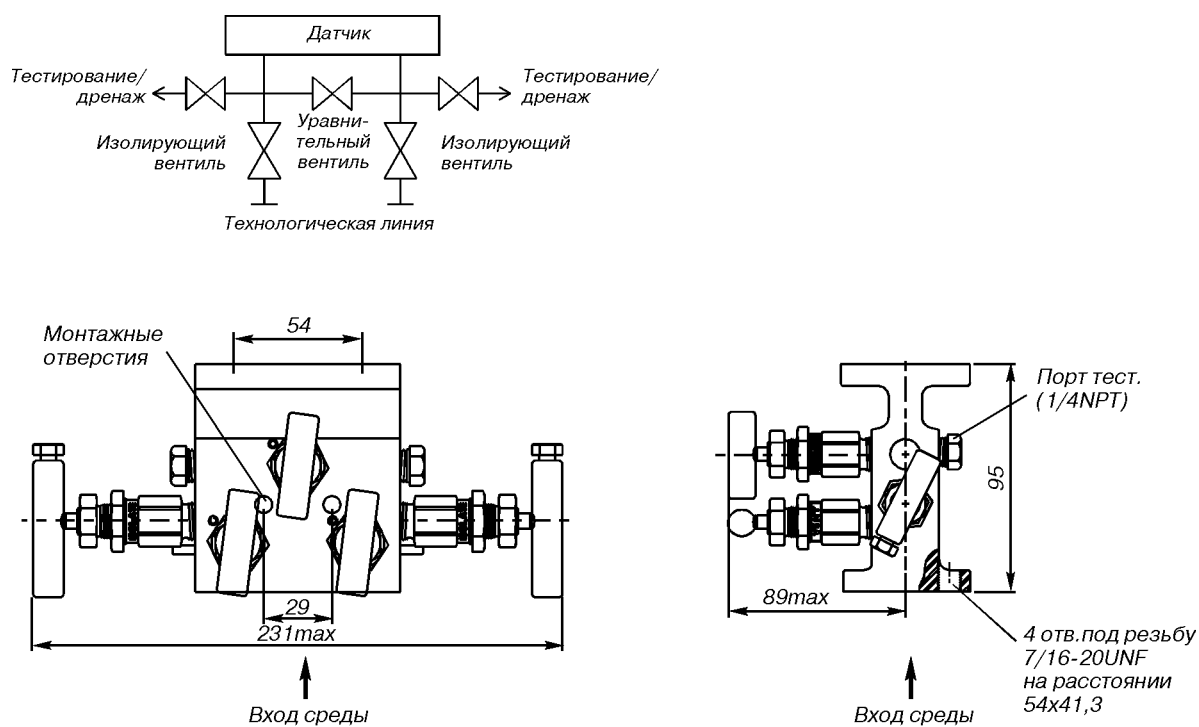 Датчик
Тестирование/
дренаж
Тестирование/
дренаж
Изолирующий
вентиль
Уравни-
тельный
вентиль
Изолирующий
вентиль
Технологическая линия
Монтажные
отверстия
54
29
231max
Вход среды
Порт тест.
(1/4NPT)
95
89max
4 отв.под резьбу
7/16-20UNF
на расстоянии
54x41,3
Вход среды